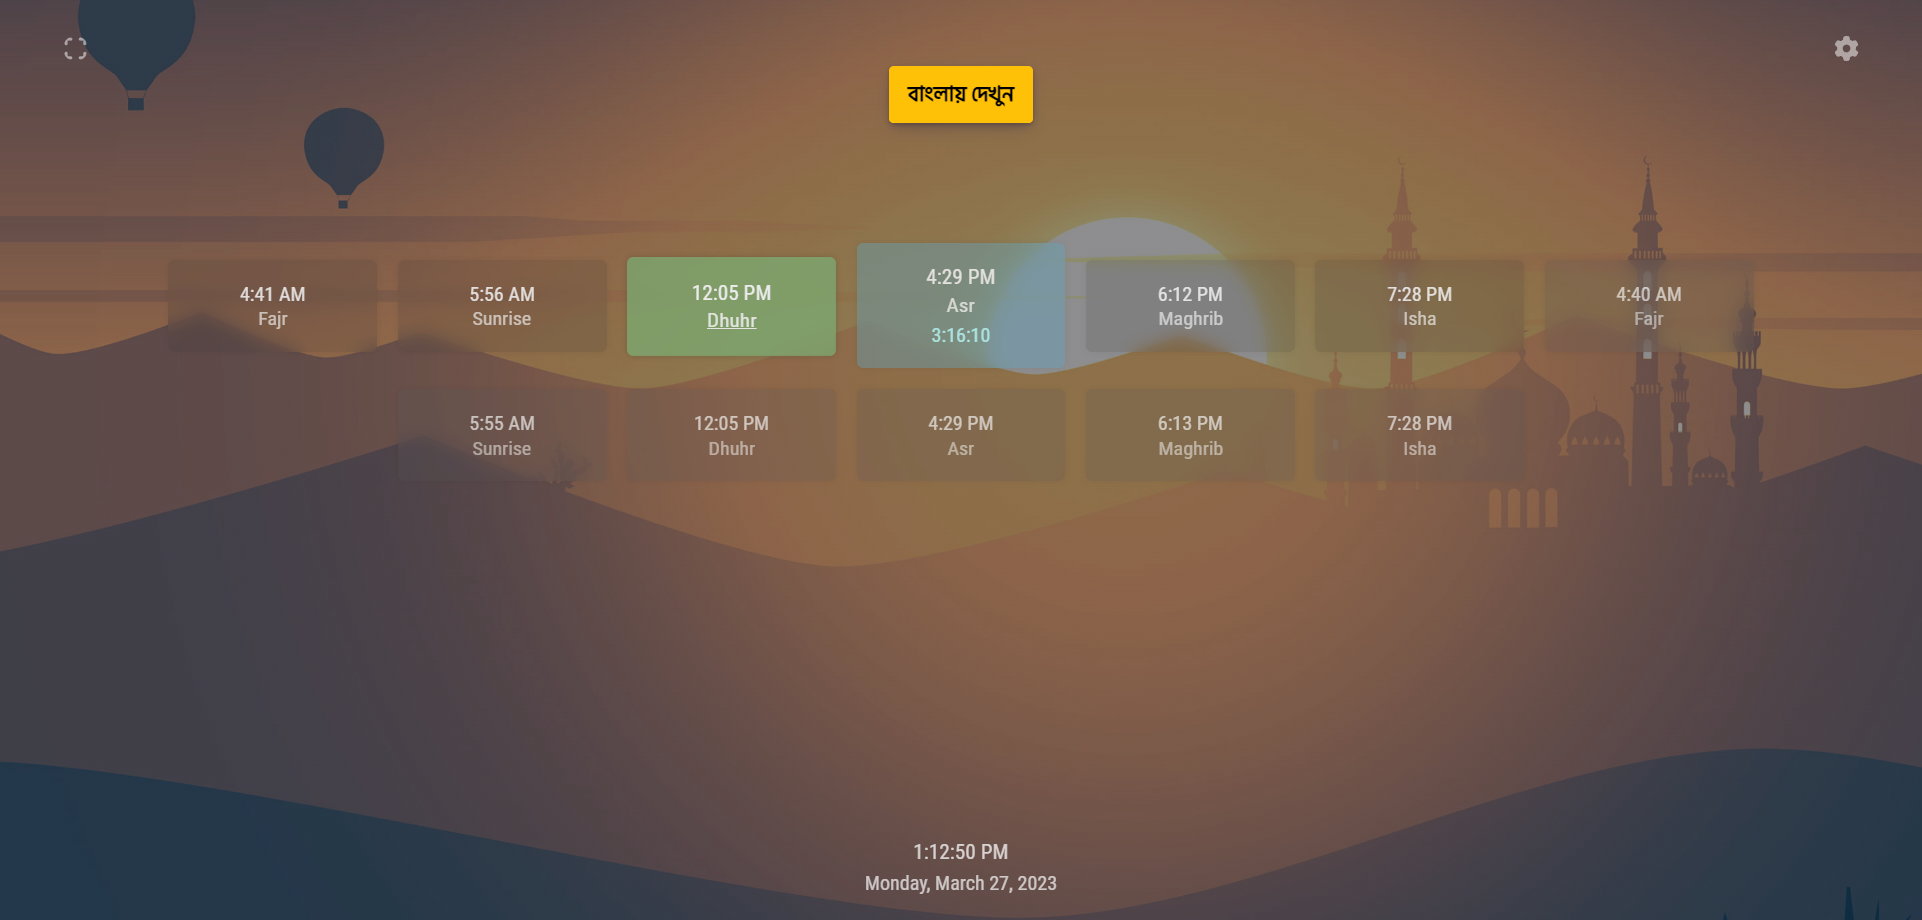 বাংলায় দেখুন
4:41 AM
Fajr
5:56 AM
Sunrise
12:05 PM
Dhuhr
4:29 PM
Asr
3:16:10
6:12 PM
Maghrib
7:28 PM
Isha
4:40 AM
Fajr
5:55 AM
Sunrise
12:05 PM
Dhuhr
4:29 PM
Asr
6:13 PM
Maghrib
7:28 PM
Isha
1:12:50 PM
Monday, March 27, 2023